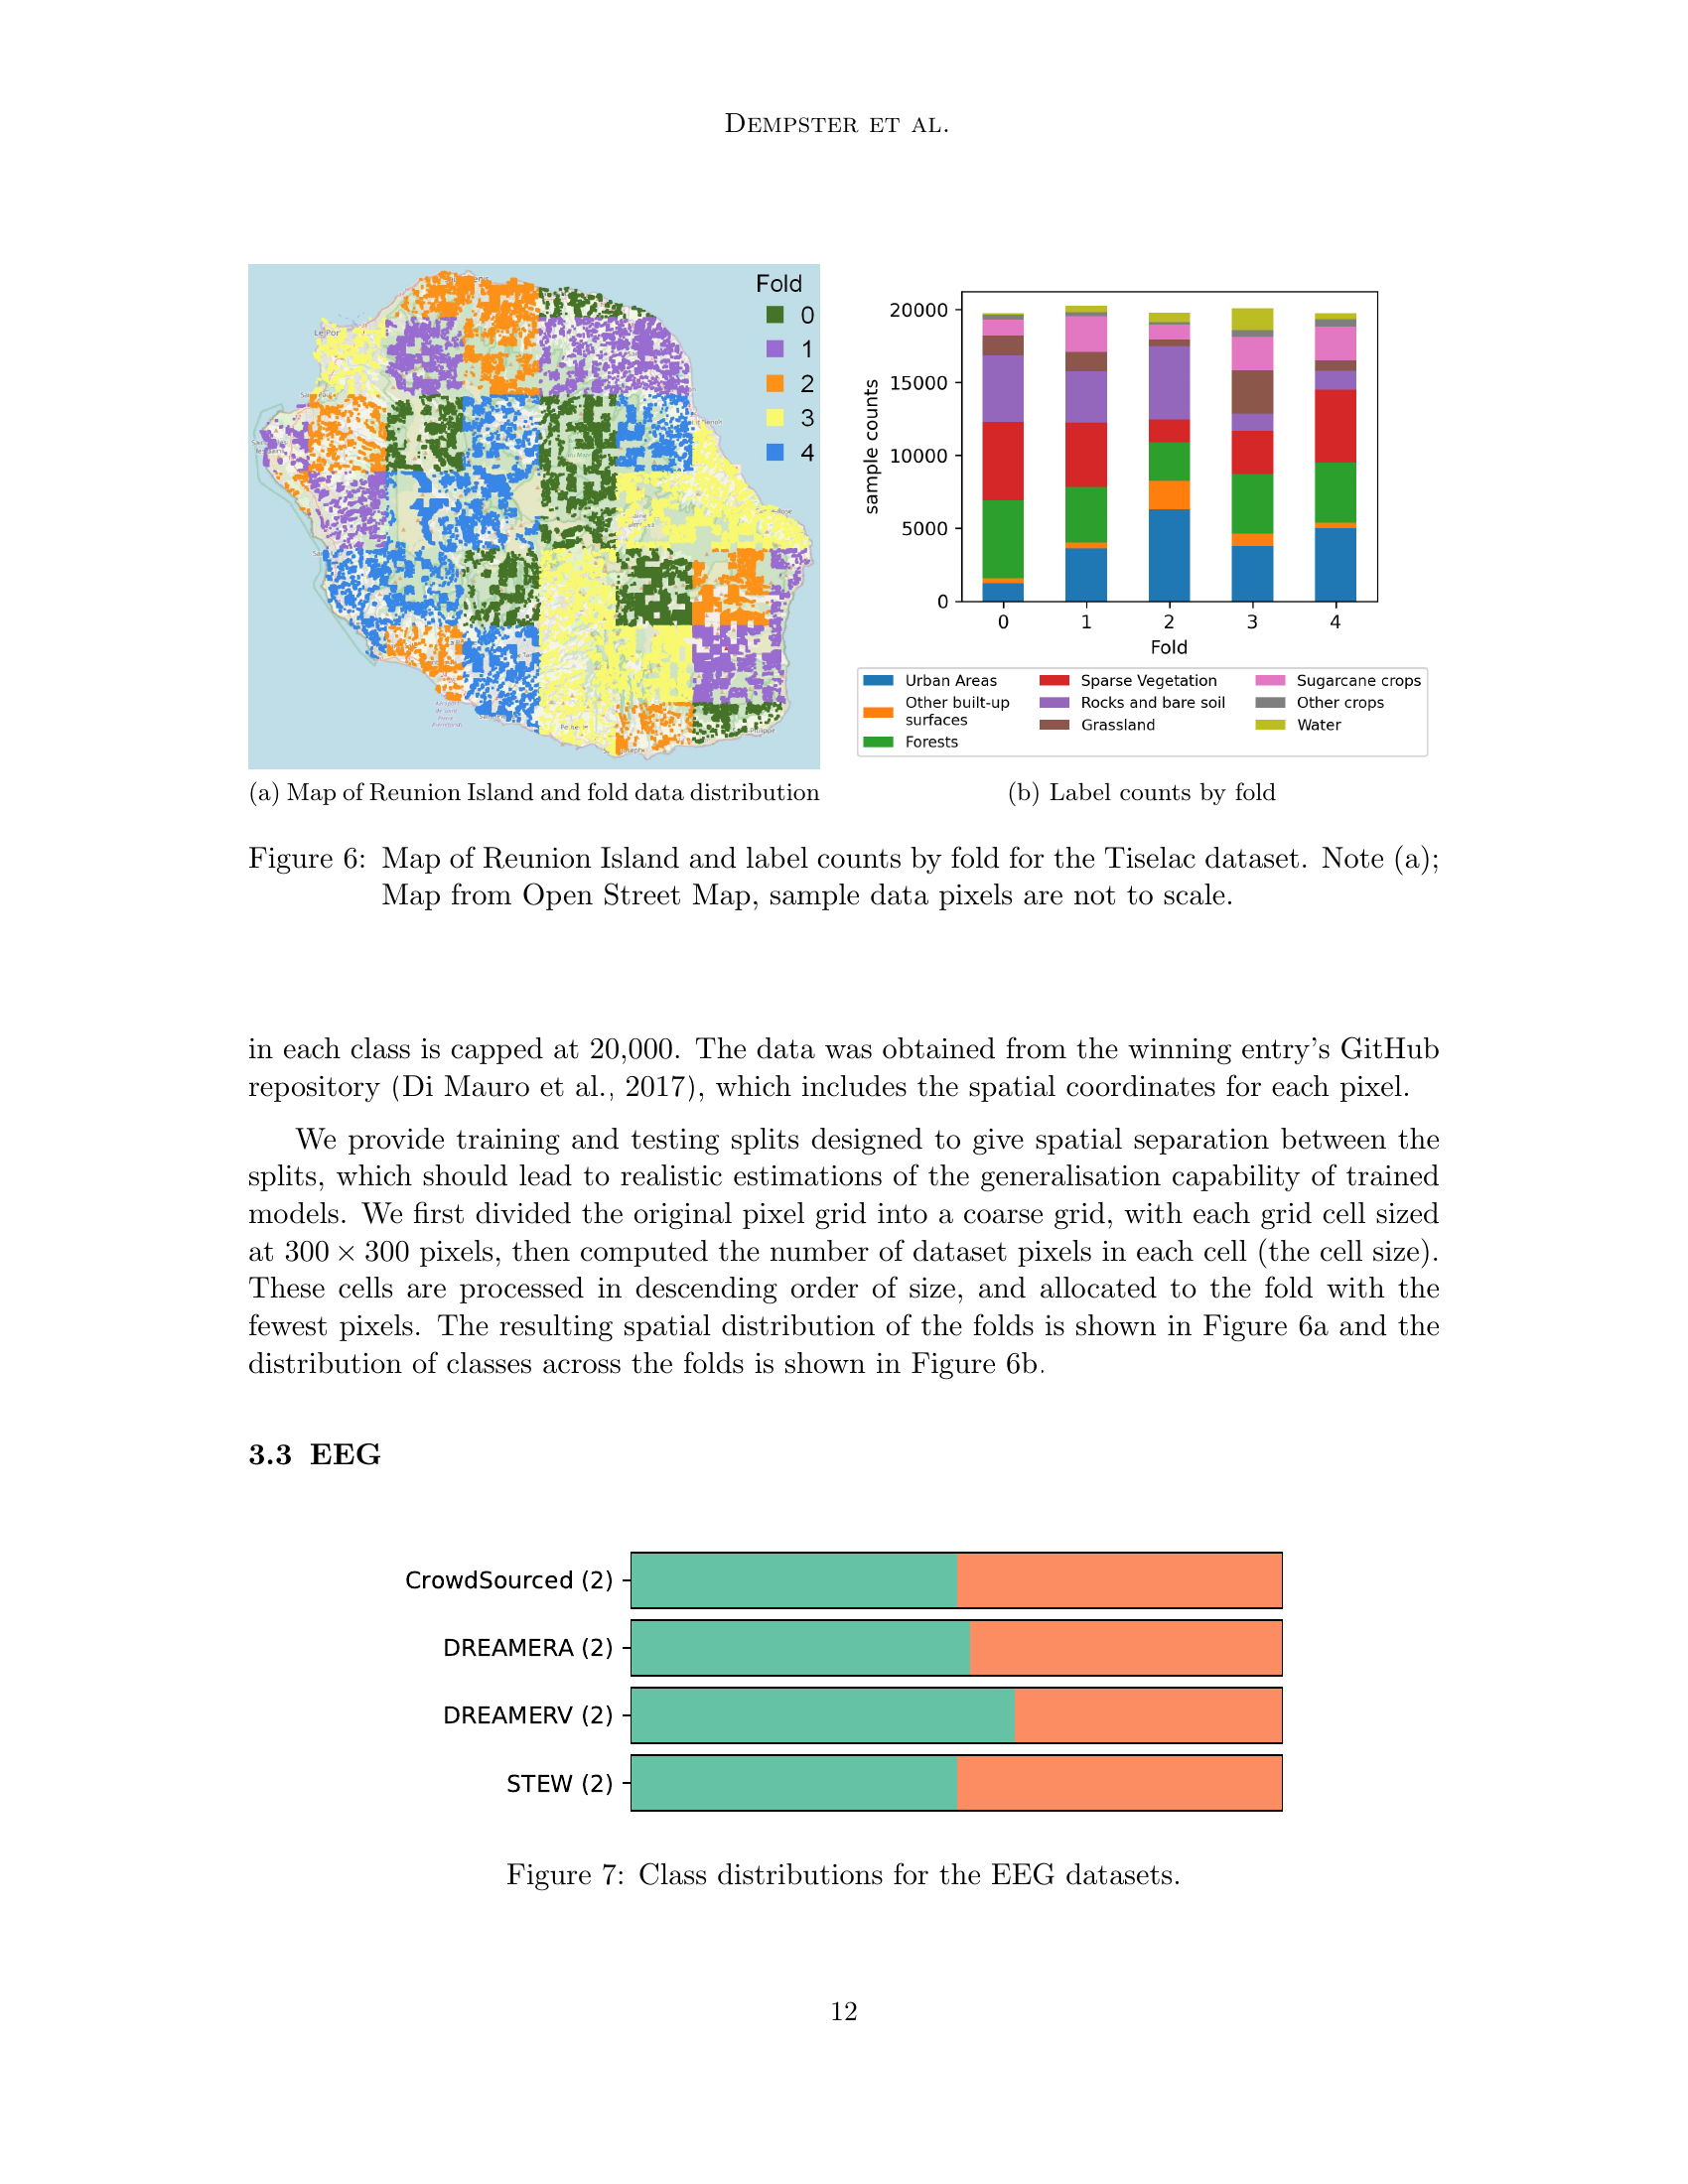 DEMPSTER ET AL.
Fold
0
1
2
3
4
(a) Map of Reunion Island and fold data distribution
20000
15000
10000
5000
0
sample counts
0 1 2 3 4
Fold
Urban Areas
Other built-up
surfaces
Forests
Sparse Vegetation
Rocks and bare soil
Grassland
Sugarcane crops
Other crops
Water
(b) Label counts by fold
Figure 6: Map of Reunion Island and label counts by fold for the Tiselac dataset. Note (a);
Map from Open Street Map, sample data pixels are not to scale.
in each class is capped at 20,000. The data was obtained from the winning entry's GitHub
repository (Di Mauro et al., 2017), which includes the spatial coordinates for each pixel.
We provide training and testing splits designed to give spatial separation between the
splits, which should lead to realistic estimations of the generalisation capability of trained
models. We first divided the original pixel grid into a coarse grid, with each grid cell sized
at 300 × 300 pixels, then computed the number of dataset pixels in each cell (the cell size).
These cells are processed in descending order of size, and allocated to the fold with the
fewest pixels. The resulting spatial distribution of the folds is shown in Figure 6a and the
distribution of classes across the folds is shown in Figure 6b.
3.3 EEG
CrowdSourced (2)
DREAMERA (2)
DREAMERV (2)
STEW (2)
Figure 7: Class distributions for the EEG datasets.
12